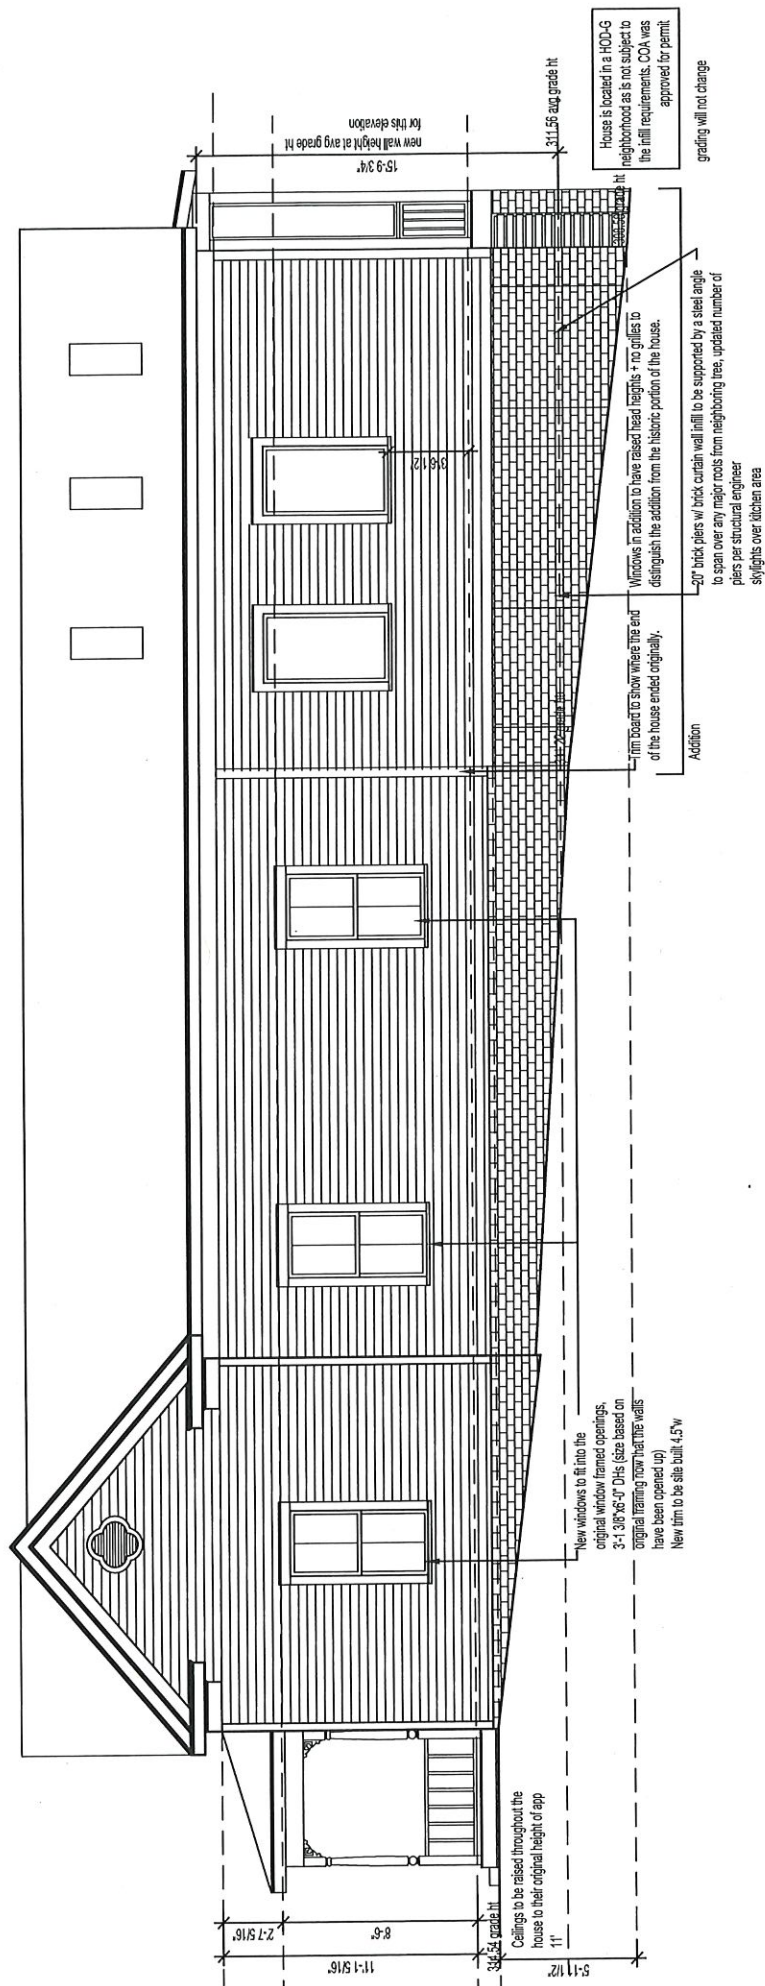 2'-7 5/16"
8'-6"
11'-1 5/16"
314.54 grade ht
5'-11 1/2"
Ceilings to be raised throughout the
house to their original height of app
11'
New windows to fit into the
original window framed openings,
3'-1 3/8"x6'-0" DHs (size based on
original framing now that the walls
have been opened up)
New trim to be site built 4.5"w
Trim board to show where the end
of the house ended originally.
Addition
Windows in addition to have raised head heights + no grilles to
distinguish the addition from the historic portion of the house.
20" brick piers w/ brick curtain wall infill to be supported by a steel angle
to span over any major roots from neighboring tree, updated number of
piers per structural engineer
skylights over kitchen area
3'-6 1/2"
15'-9 3/4"
new wall height at avg grade ht
for this elevation
311.56 avg grade ht
grade ht
House is located in a HOD-G
neighborhood as is not subject to
the infill requirements. COA was
approved for permit
grading will not change